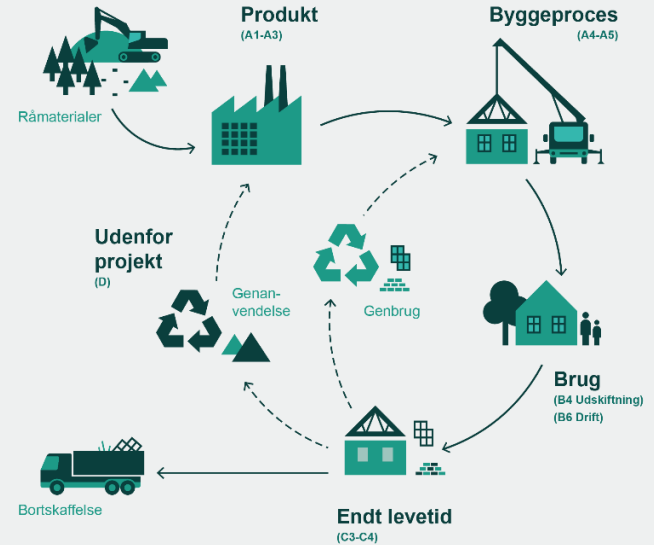 Produkt
(A1-A3)
Byggeproces
(A4-A5)
Råmaterialer
Udenfor
projekt
(D)
Genan-
vendelse
Genbrug
Brug
(B4 Udskiftning)
(B6 Drift)
Bortskaffelse
Endt levetid
(C3-C4)